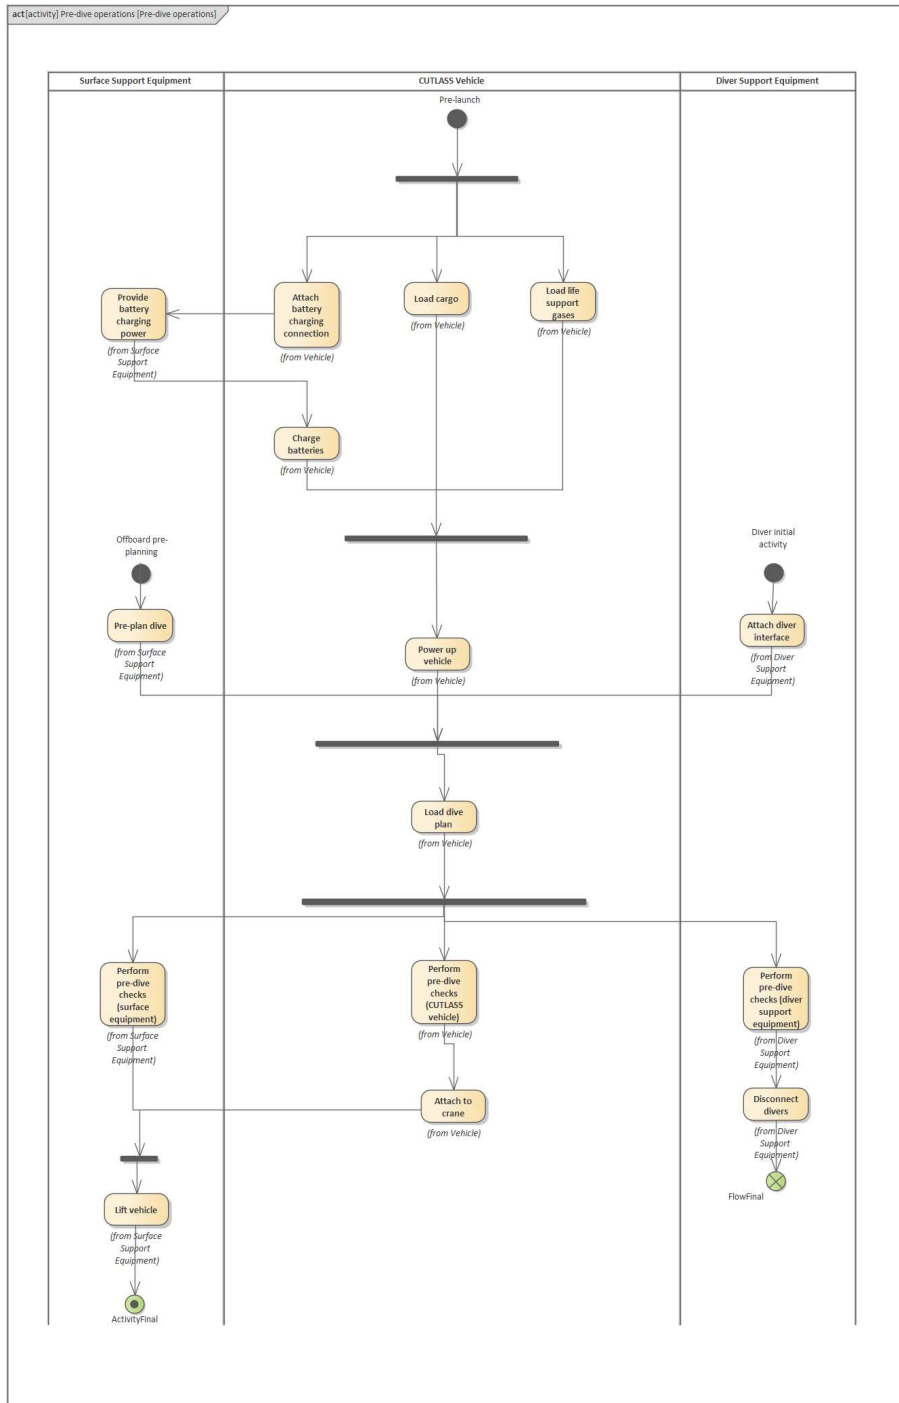 act [activity] Pre-dive operations [Pre-dive operations]
Surface Support Equipment
CUTLASS Vehicle
Diver Support Equipment
Pre-launch
Provide
battery
charging
power
(from Surface
Support
Equipment)
Attach
battery
charging
connection
(from Vehicle)
Load cargo
(from Vehicle)
Load life
support
gases
(from Vehicle)
Charge
batteries
(from Vehicle)
Offboard pre-
planning
Diver initial
activity
Pre-plan dive
(from Surface
Support
Equipment)
Power up
vehicle
(from Vehicle)
Attach diver
interface
(from Diver
Support
Equipment)
Load dive
plan
(from Vehicle)
Perform
pre-dive
checks
(surface
equipment)
(from Surface
Support
Equipment)
Perform
pre-dive
checks
(CUTLASS
vehicle)
(from Vehicle)
Perform
pre-dive
checks (diver
support
equipment)
(from Diver
Support
Equipment)
Attach to
crane
(from Vehicle)
Disconnect
divers
(from Diver
Support
Equipment)
FlowFinal
Lift vehicle
(from Surface
Support
Equipment)
ActivityFinal